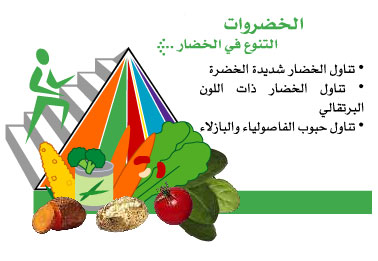 الخضروات
التنوع في الخضار
• تناول الخضار شديدة الخضرة
• تناول الخضار ذات اللون
البرتقالي
• تناول حبوب الفاصولياء والبازلاء